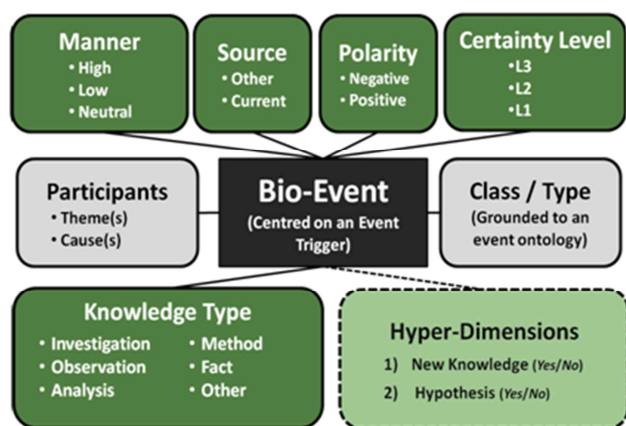 Manner
• High
• Low
• Neutral
Source
• Other
• Current
Polarity
• Negative
• Positive
Certainty Level
• L3
• L2
• L1
Participants
• Theme(s)
• Cause(s)
Bio-Event
(Centred on an Event
Trigger)
Class / Type
(Grounded to an
event ontology)
Knowledge Type
• Investigation
• Observation
• Analysis
• Method
• Fact
• Other
Hyper-Dimensions
1) New Knowledge (Yes/No)
2) Hypothesis (Yes/No)